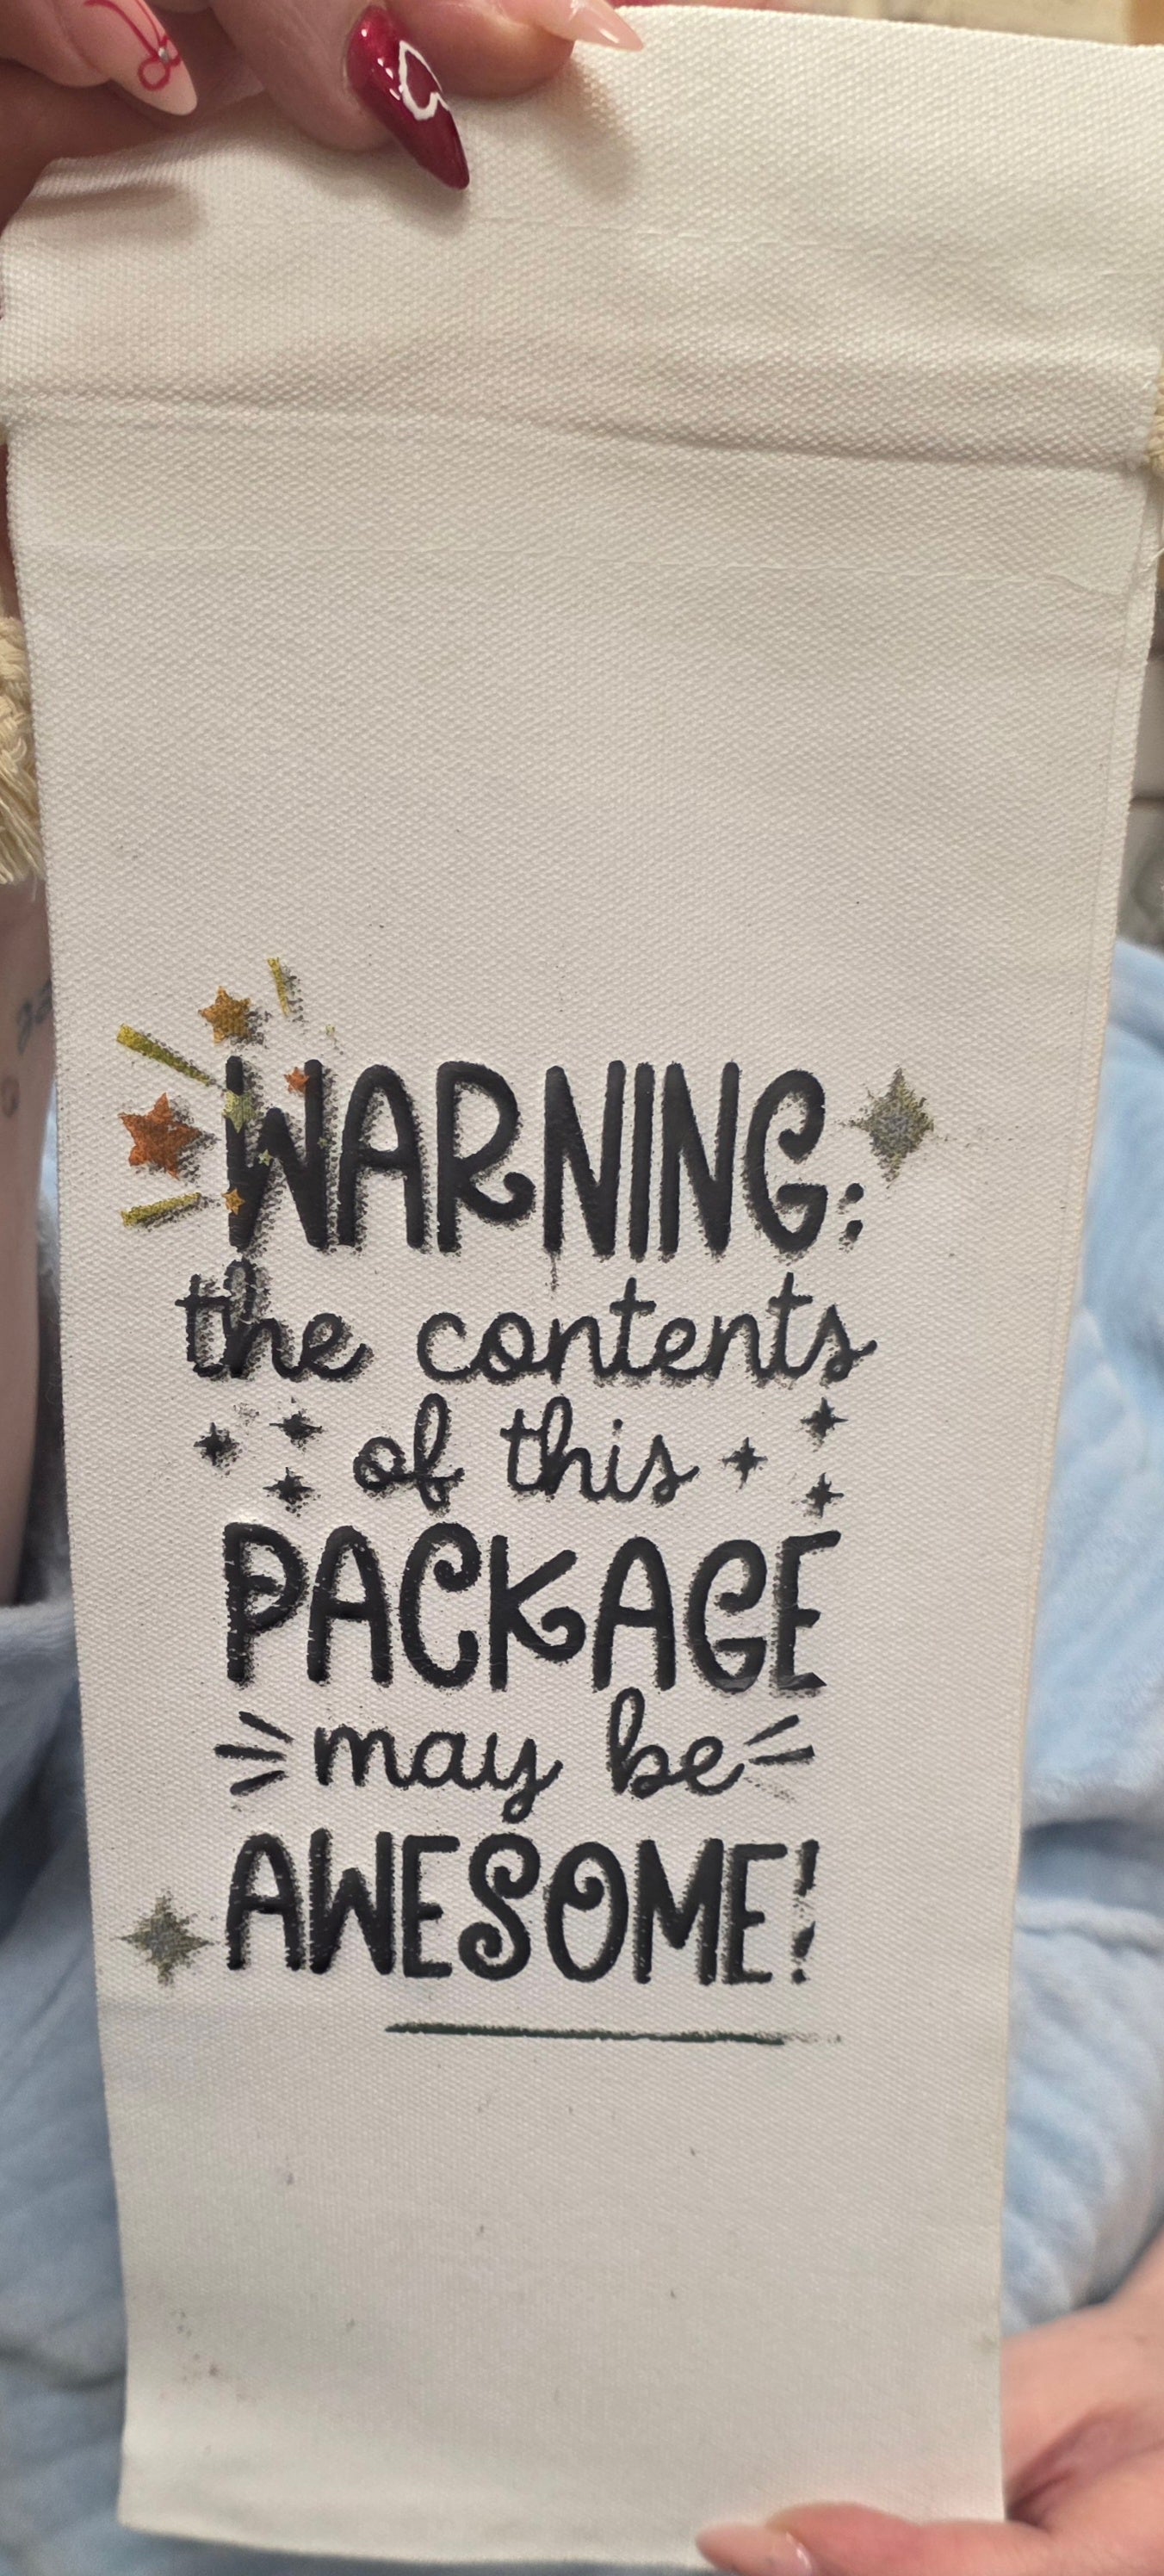 WARNING:
the contents
of this
PACKAGE
may be
AWESOME!